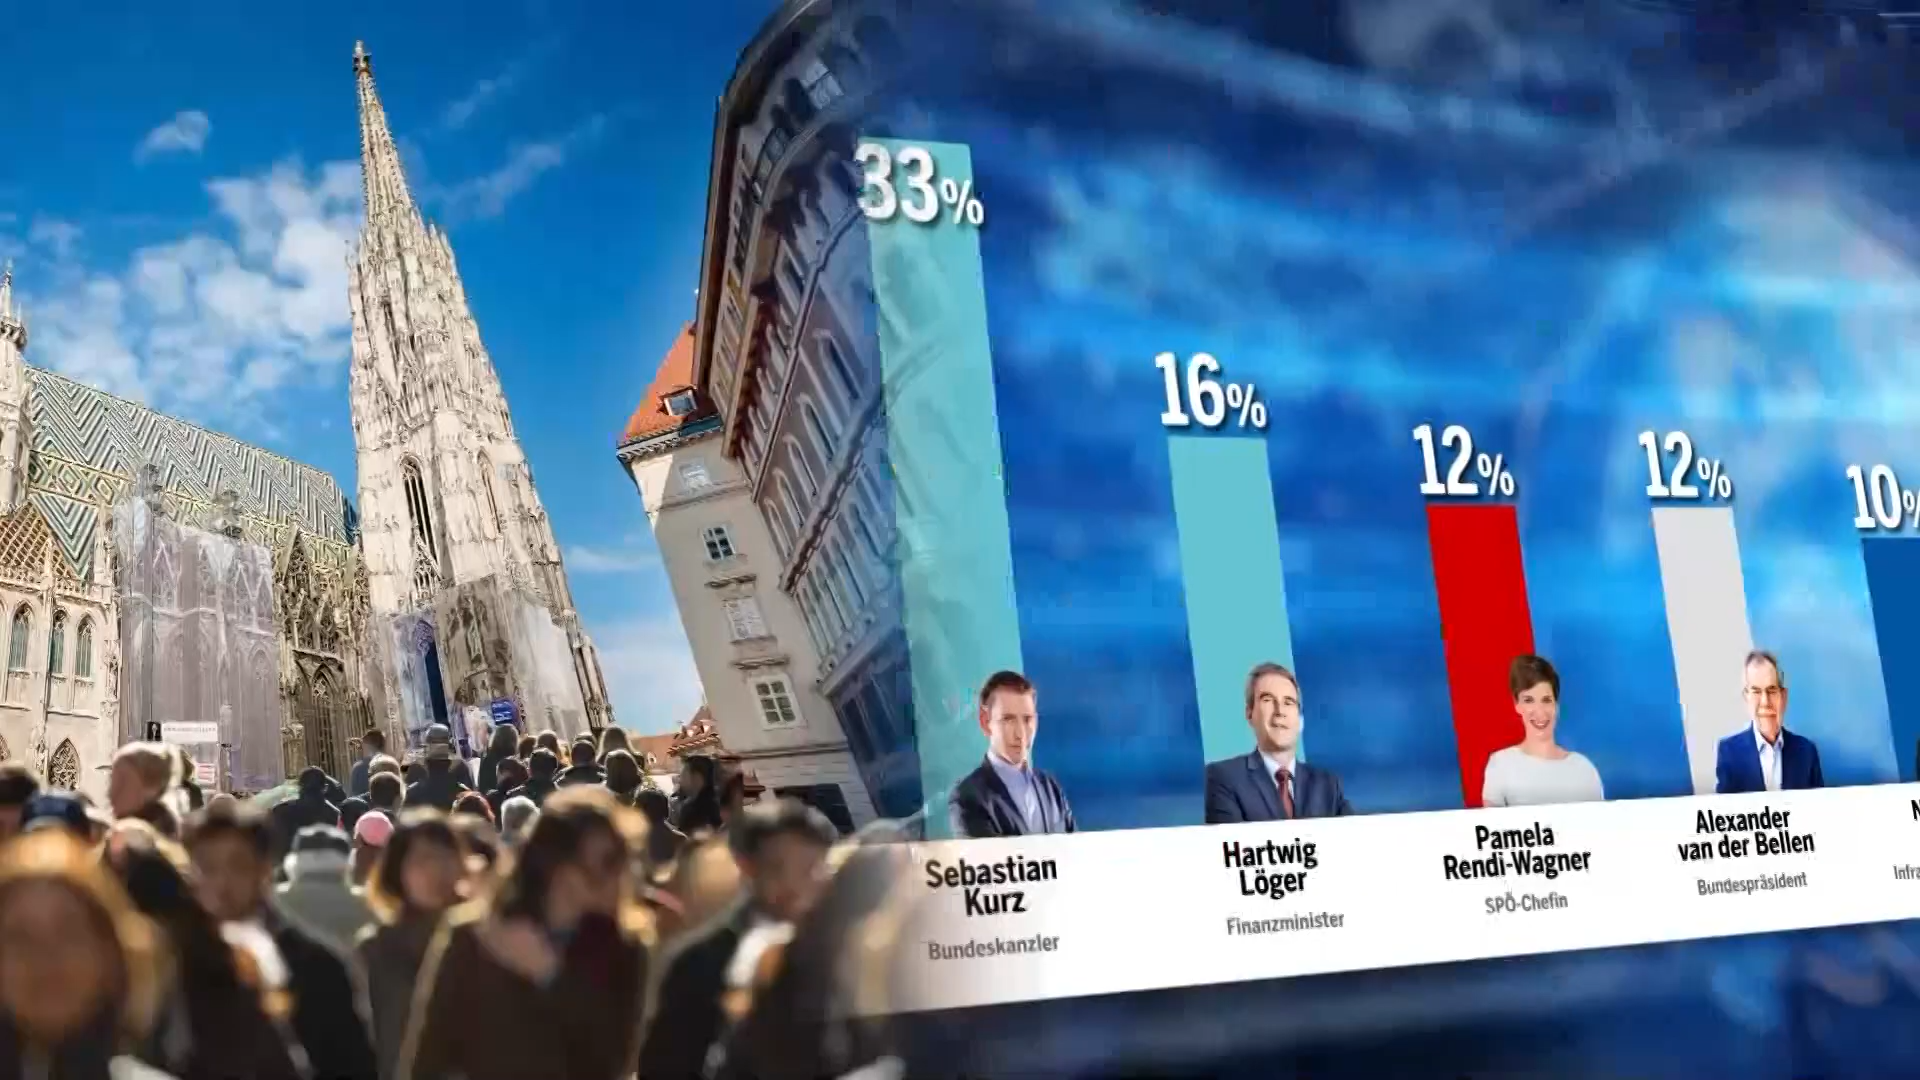 33%
16%
12%
12%
10%
Sebastian
Kurz
Bundeskanzler
Hartwig
Löger
Finanzminister
Pamela
Rendi-Wagner
SPÖ-Chefin
Alexander
van der Bellen
Bundespräsident